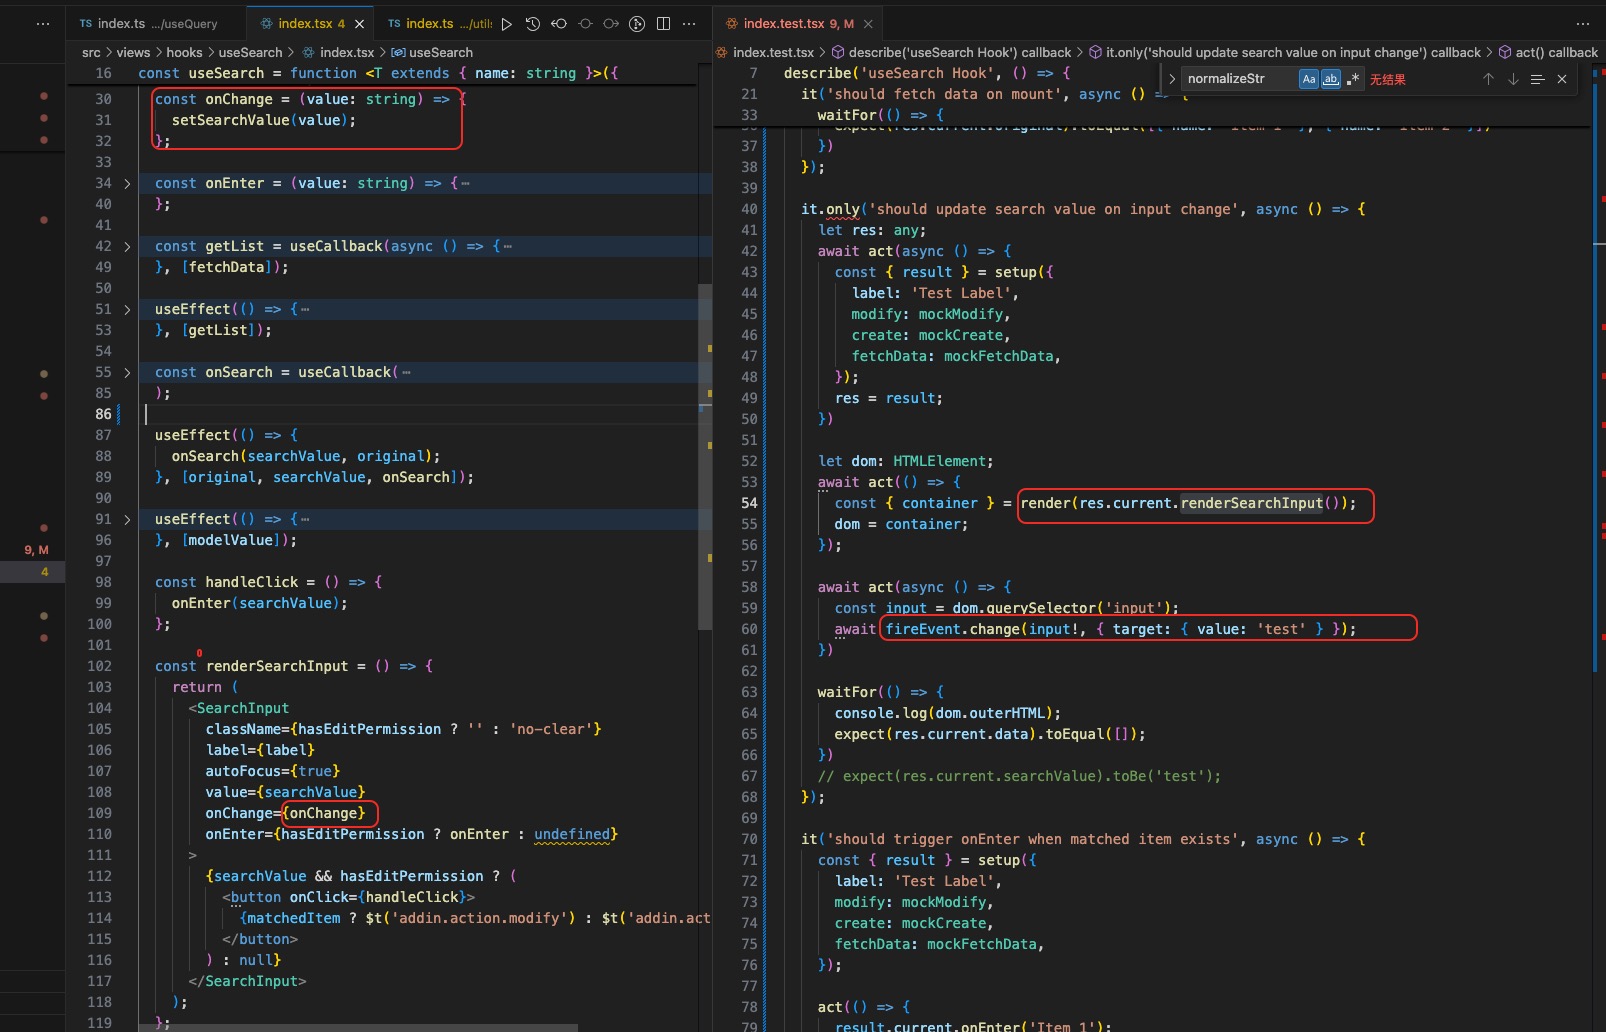 TS index.ts .../useQuery
index.tsx 4
TS index.ts .../utils
src > views > hooks > useSearch > index.tsx > useSearch
16 const useSearch = function <T extends { name: string }>({
30 const onChange = (value: string) => {
31 setSearchValue(value);
32 };
33
34 const onEnter = (value: string) => {⋯
40 };
41
42 const getList = useCallback(async () => {⋯
49 }, [fetchData]);
50
51 useEffect(() => {⋯
53 }, [getList]);
54
55 const onSearch = useCallback( ⋯
85 );
86
87 useEffect(() => {
88 onSearch(searchValue, original);
89 }, [original, searchValue, onSearch]);
90
91 useEffect(() => {⋯
96 }, [modelValue]);
97
98 const handleClick = () => {
99 onEnter(searchValue);
100 };
101
102 const renderSearchInput = () => {
103 return (
104 <SearchInput
105 className={hasEditPermission ? '' : 'no-clear'}
106 label={label}
107 autoFocus={true}
108 value={searchValue}
109 onChange={onChange}
110 onEnter={hasEditPermission ? onEnter : undefined}
111 >
112 {searchValue && hasEditPermission ? (
113 <button onClick={handleClick}>
114 {matchedItem ? $t('addin.action.modify') : $t('addin.act
115 </button>
116 ) : null}
117 </SearchInput>
118 );
119 };
9, M
4
index.test.tsx 9, M
index.test.tsx > describe('useSearch Hook') callback > it.only('should update search value on input change') callback > act() callback
normalizeStr Aa ab .* 无结果
7 describe('useSearch Hook', () => {
21 it('should fetch data on mount', async () => {
33 waitFor(() => {
36 expect(res.current.original).toEqual([{ name: 'Item 1' }, { name: 'Item 2' }])
37 })
38 });
39
40 it.only('should update search value on input change', async () => {
41 let res: any;
42 await act(async () => {
43 const { result } = setup({
44 label: 'Test Label',
45 modify: mockModify,
46 create: mockCreate,
47 fetchData: mockFetchData,
48 });
49 res = result;
50 })
51
52 let dom: HTMLElement;
53 await act(() => {
54 const { container } = render(res.current.renderSearchInput());
55 dom = container;
56 });
57
58 await act(async () => {
59 const input = dom.querySelector('input');
60 await fireEvent.change(input!, { target: { value: 'test' } });
61 })
62
63 waitFor(() => {
64 console.log(dom.outerHTML);
65 expect(res.current.data).toEqual([]);
66 })
67 // expect(res.current.searchValue).toBe('test');
68 });
69
70 it('should trigger onEnter when matched item exists', async () => {
71 const { result } = setup({
72 label: 'Test Label',
73 modify: mockModify,
74 create: mockCreate,
75 fetchData: mockFetchData,
76 });
77
78 act(() => {
79 result.current.onEnter('Item 1');